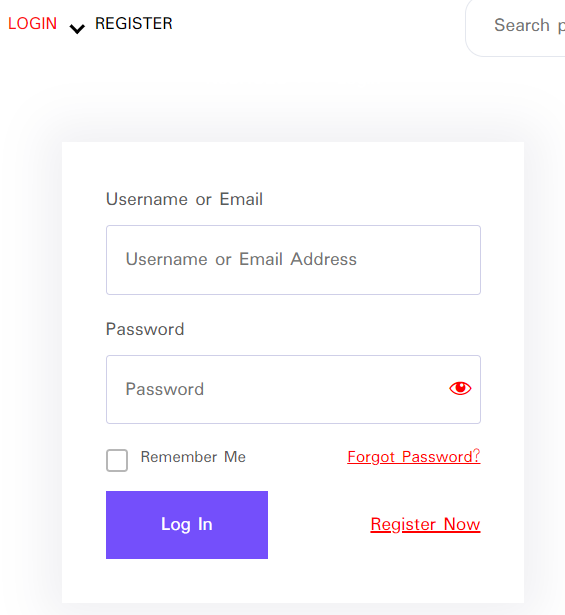 LOGIN REGISTER
Search p
Username or Email
Username or Email Address
Password
Password
Remember Me Forgot Password?
Log In Register Now